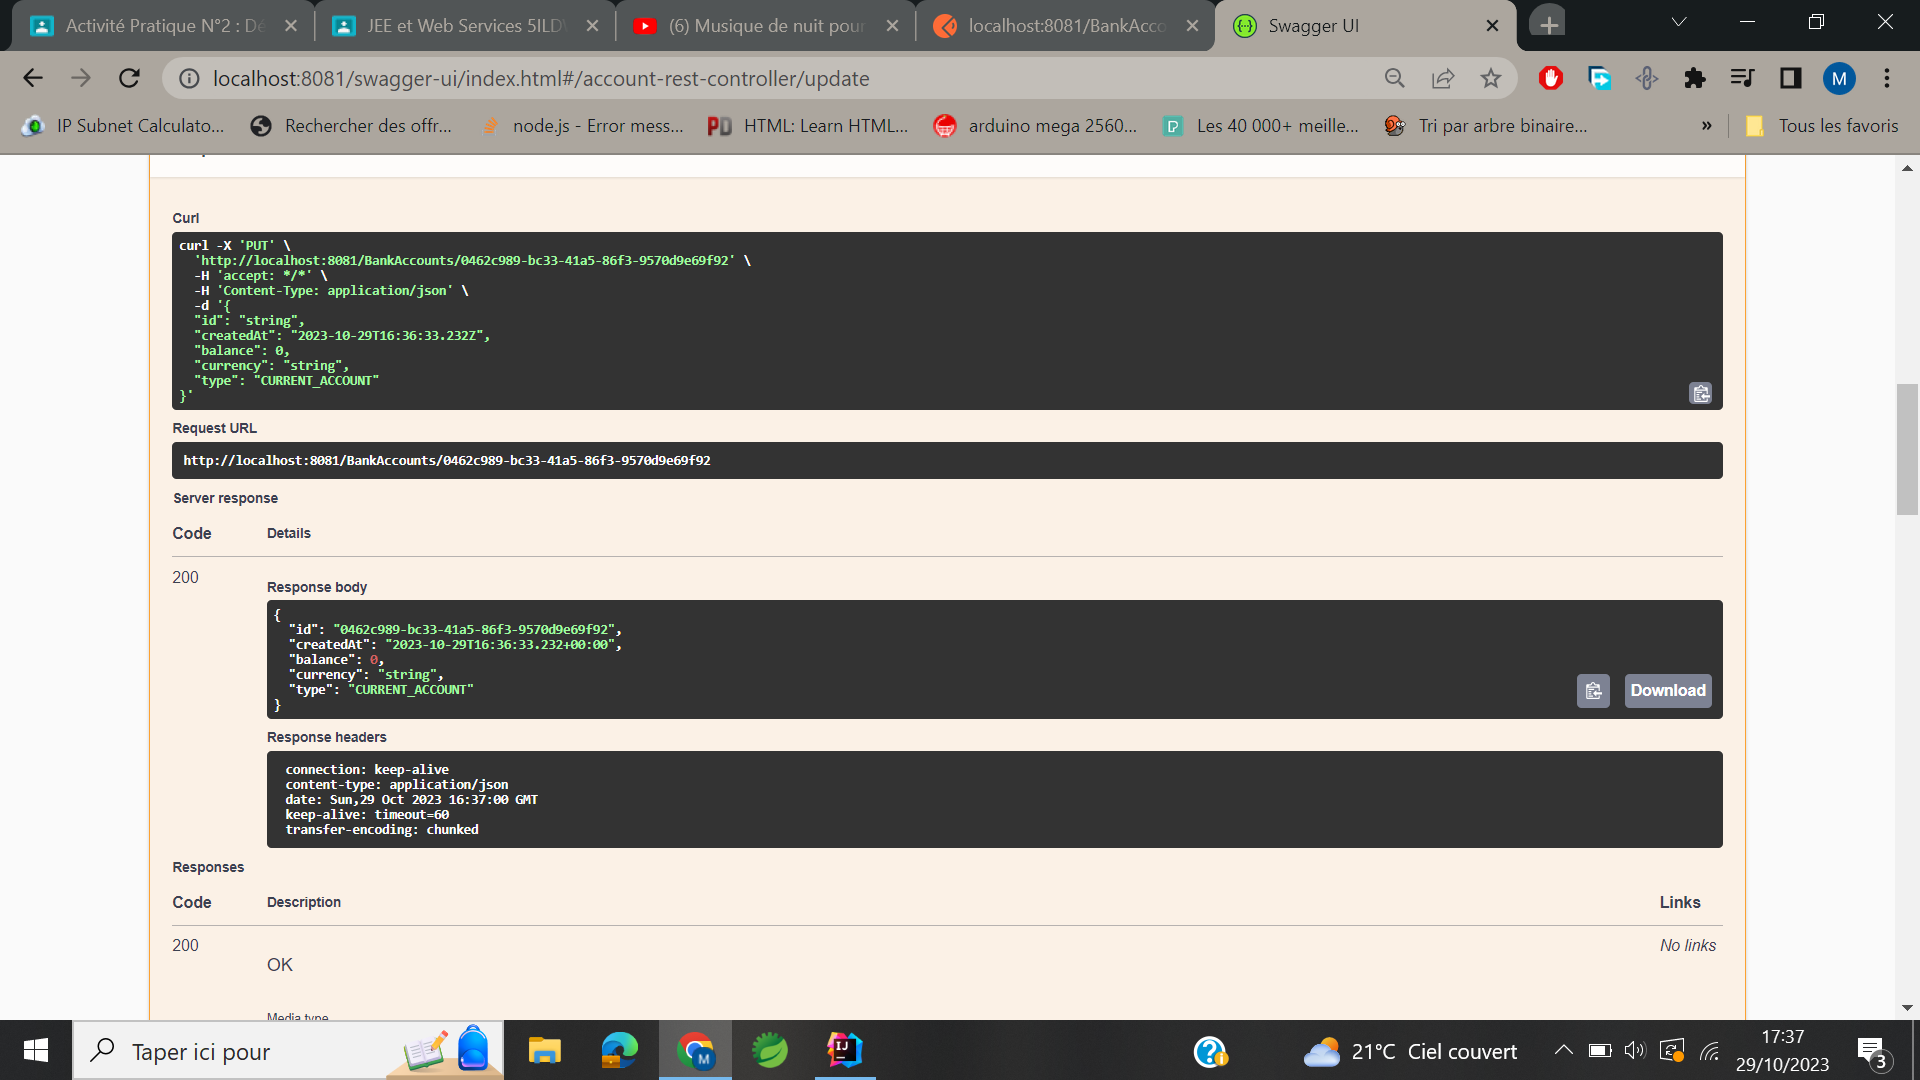 Activité Pratique N°2 : Dé
JEE et Web Services 5ILDW
(6) Musique de nuit pour
localhost:8081/BankAcco
Swagger UI
localhost:8081/swagger-ui/index.html#/account-rest-controller/update
M
IP Subnet Calculato...
Rechercher des offr...
node.js - Error mess...
HTML: Learn HTML...
arduino mega 2560...
Les 40 000+ meille...
Tri par arbre binaire...
»
Tous les favoris
Curl
curl -X 'PUT' \
'http://localhost:8081/BankAccounts/0462c989-bc33-41a5-86f3-9570d9e69f92' \
-H 'accept: */*' \
-H 'Content-Type: application/json' \
-d '{
"id": "string",
"createdAt": "2023-10-29T16:36:33.232Z",
"balance": 0,
"currency": "string",
"type": "CURRENT_ACCOUNT"
}'
Request URL
http://localhost:8081/BankAccounts/0462c989-bc33-41a5-86f3-9570d9e69f92
Server response
Code Details
200
Response body
{
"id": "0462c989-bc33-41a5-86f3-9570d9e69f92",
"createdAt": "2023-10-29T16:36:33.232+00:00",
"balance": 0,
"currency": "string",
"type": "CURRENT_ACCOUNT"
}
Download
Response headers
connection: keep-alive
content-type: application/json
date: Sun,29 Oct 2023 16:37:00 GMT
keep-alive: timeout=60
transfer-encoding: chunked
Responses
Code Description Links
200 No links
OK
Media type
Taper ici pour
21°C Ciel couvert
17:37
29/10/2023
3